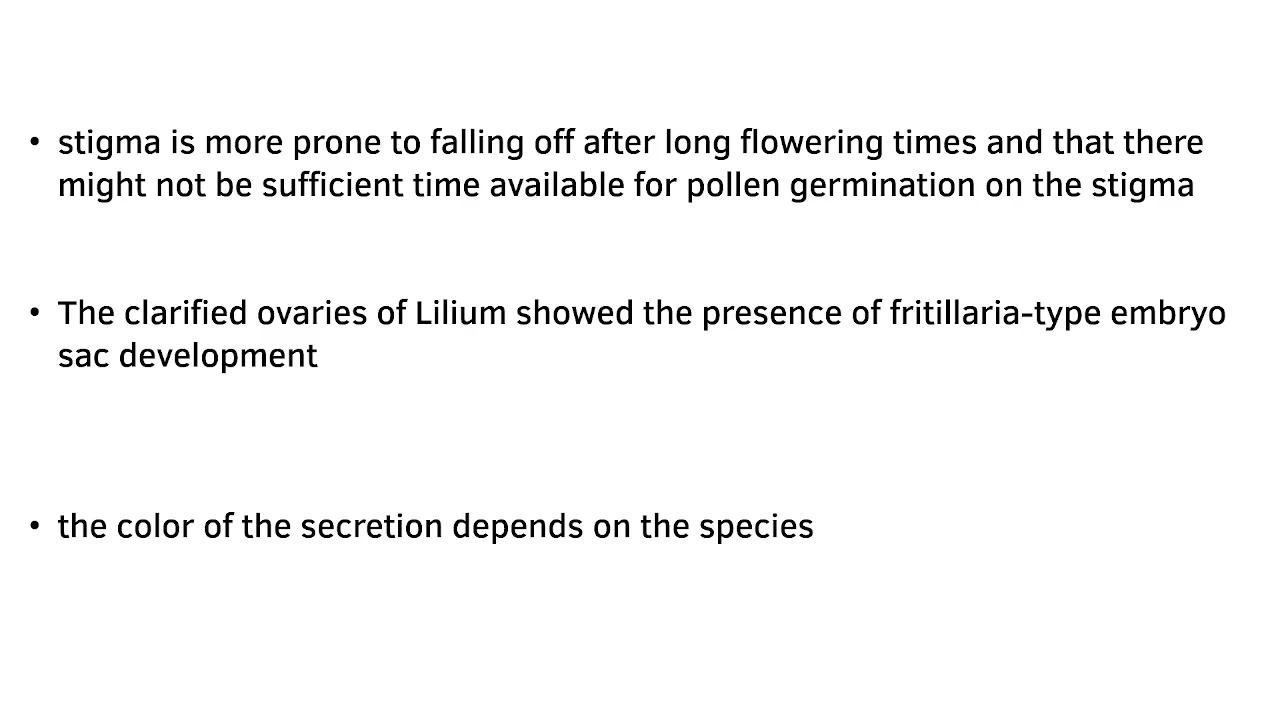 • stigma is more prone to falling off after long flowering times and that there
might not be sufficient time available for pollen germination on the stigma
• The clarified ovaries of Lilium showed the presence of fritillaria-type embryo
sac development
• the color of the secretion depends on the species